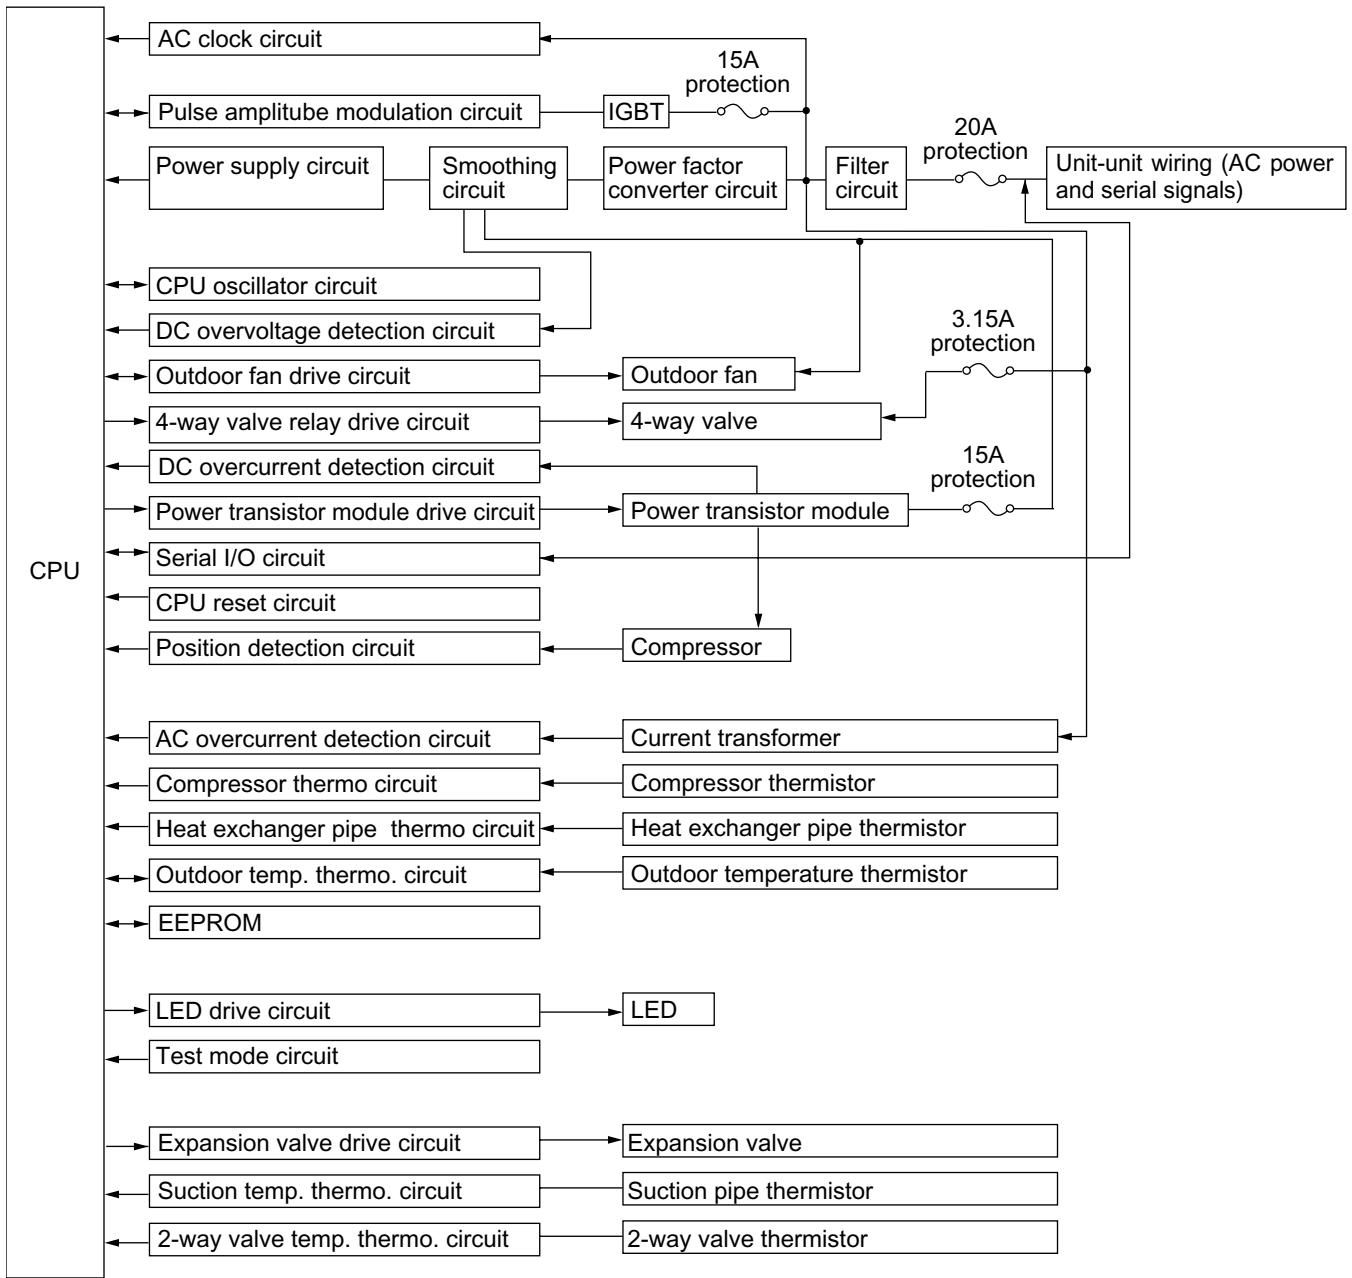 AC clock circuit
15A
protection
Pulse amplitube modulation circuit
IGBT
20A
protection
Power supply circuit
Smoothing
circuit
Power factor
converter circuit
Filter
circuit
Unit-unit wiring (AC power
and serial signals)
CPU oscillator circuit
DC overvoltage detection circuit
3.15A
protection
Outdoor fan drive circuit
Outdoor fan
4-way valve relay drive circuit
4-way valve
DC overcurrent detection circuit
15A
protection
Power transistor module drive circuit
Power transistor module
Serial I/O circuit
CPU
CPU reset circuit
Position detection circuit
Compressor
AC overcurrent detection circuit
Current transformer
Compressor thermo circuit
Compressor thermistor
Heat exchanger pipe thermo circuit
Heat exchanger pipe thermistor
Outdoor temp. thermo. circuit
Outdoor temperature thermistor
EEPROM
LED drive circuit
LED
Test mode circuit
Expansion valve drive circuit
Expansion valve
Suction temp. thermo. circuit
Suction pipe thermistor
2-way valve temp. thermo. circuit
2-way valve thermistor